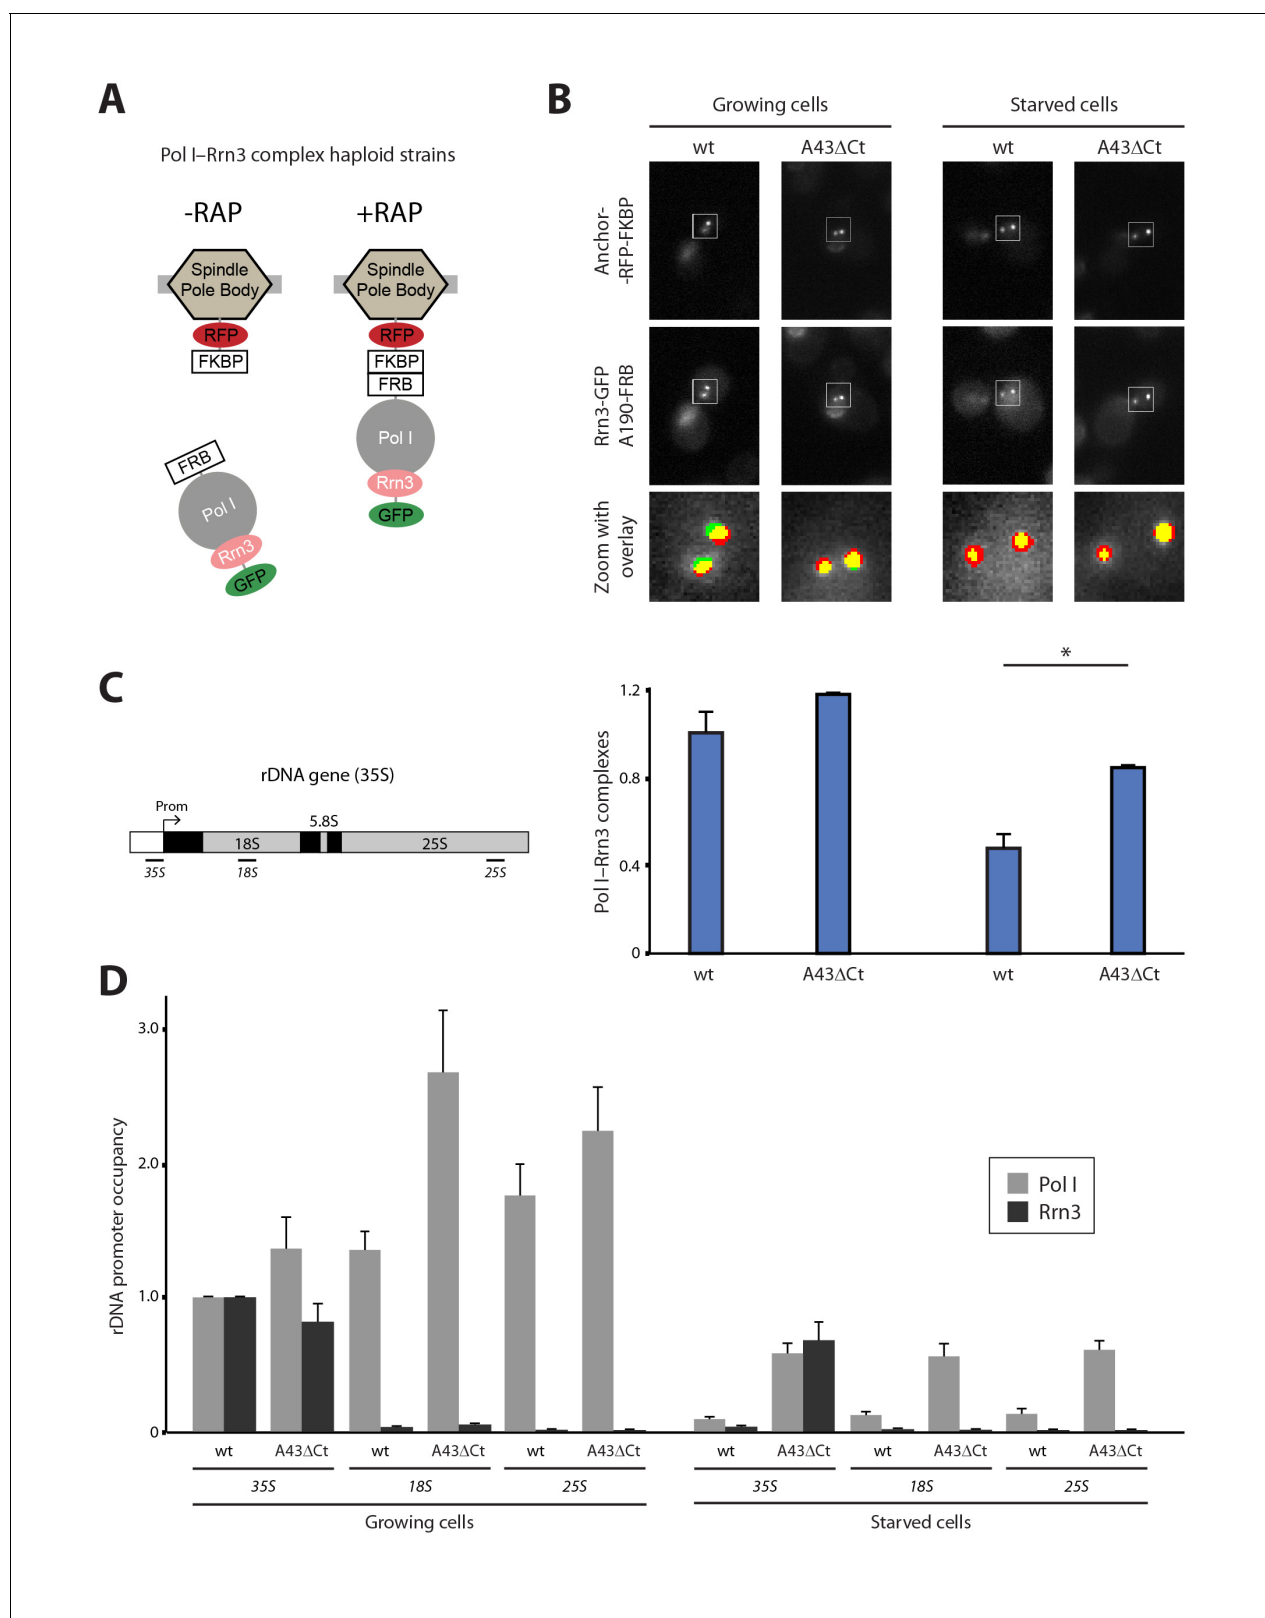 A
Pol I–Rrn3 complex haploid strains
-RAP
+RAP
Spindle
Pole Body
RFP
FKBP
FRB
Pol I
Rrn3
GFP
Spindle
Pole Body
RFP
FKBP
FRB
Pol I
Rrn3
GFP
B
Growing cells
Starved cells
wt
A43ΔCt
wt
A43ΔCt
Anchor-
-RFP-FKBP
Rrn3-GFP
A190-FRB
Zoom with
overlay
*
Pol I–Rrn3 complexes
1.2
0.8
0.4
0
wt
A43ΔCt
wt
A43ΔCt
C
rDNA gene (35S)
Prom
5.8S
18S
25S
35S
18S
25S
D
rDNA promoter occupancy
3.0
2.0
1.0
0
Pol I
Rrn3
wt
A43ΔCt
wt
A43ΔCt
wt
A43ΔCt
wt
A43ΔCt
wt
A43ΔCt
wt
A43ΔCt
35S
18S
25S
35S
18S
25S
Growing cells
Starved cells